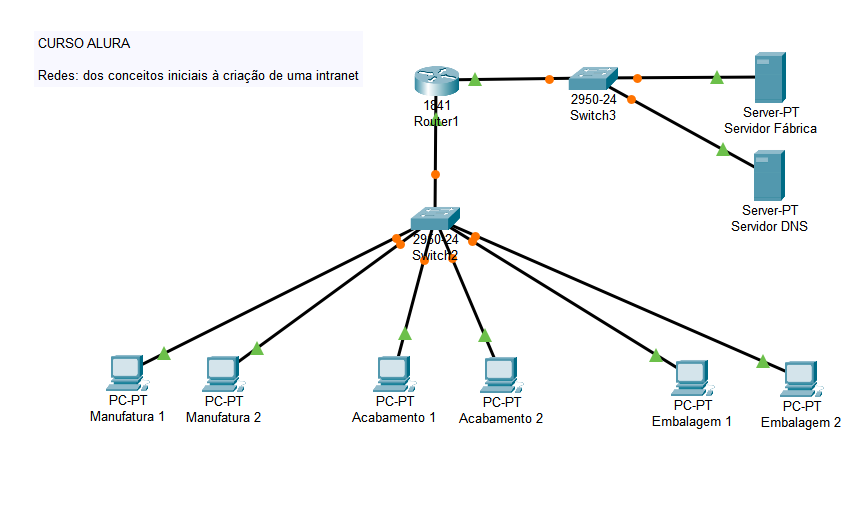 CURSO ALURA
Redes: dos conceitos iniciais à criação de uma intranet
1841
Router1
2950-24
Switch3
Server-PT
Servidor Fábrica
Server-PT
Servidor DNS
2950-24
Switch2
PC-PT
Manufatura 1
PC-PT
Manufatura 2
PC-PT
Acabamento 1
PC-PT
Acabamento 2
PC-PT
Embalagem 1
PC-PT
Embalagem 2